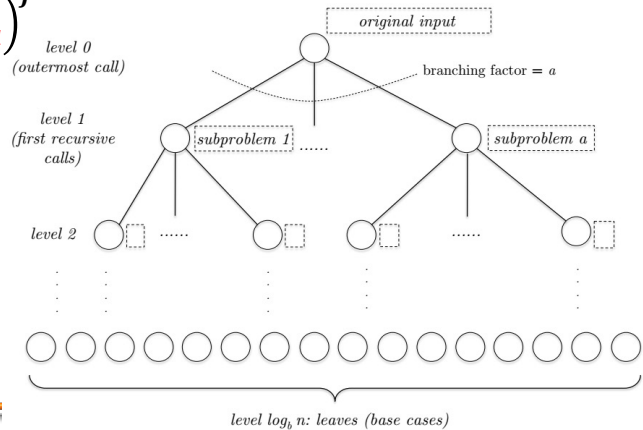 )
original input
level 0
(outermost call)
branching factor = a
level 1
(first recursive
calls)
subproblem 1
......
subproblem a
level 2
......
......
level log_b n: leaves (base cases)